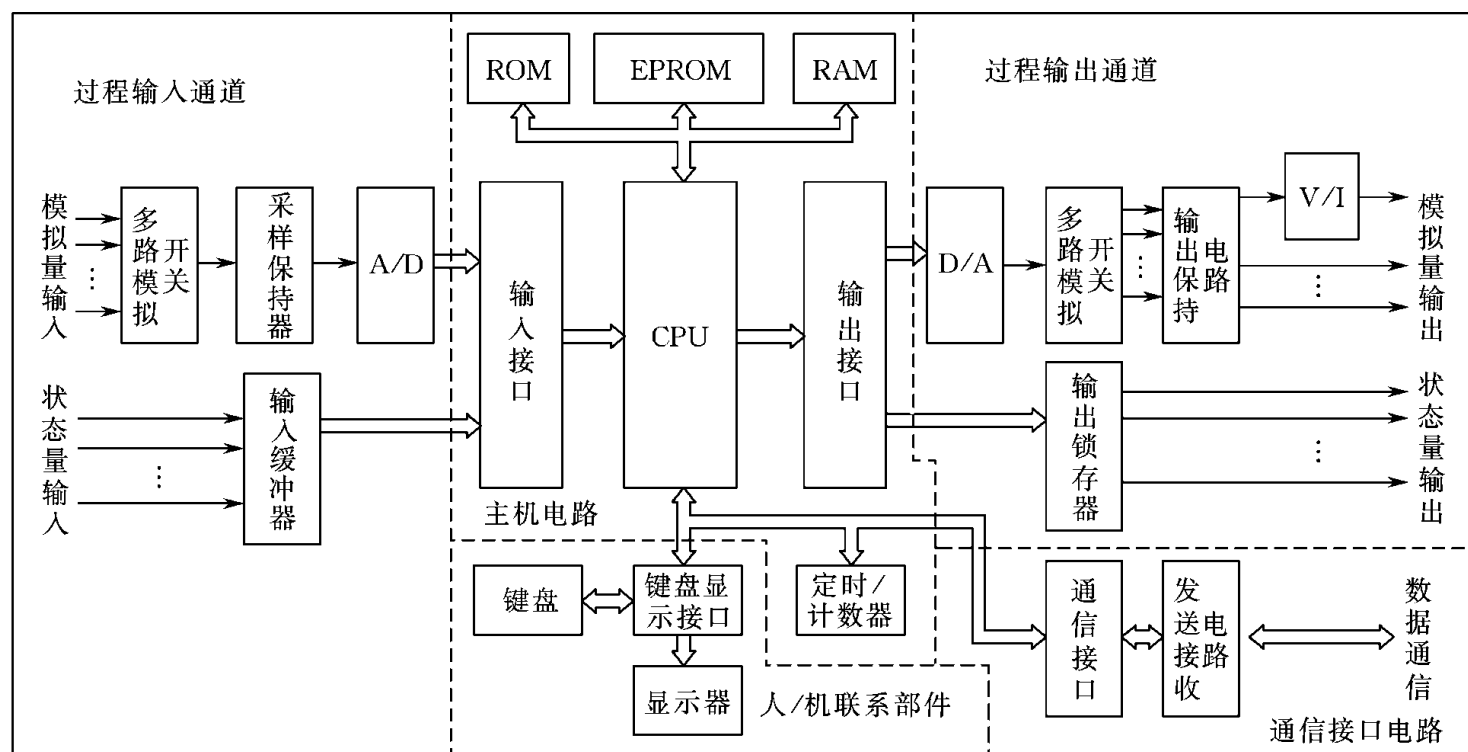 过程输入通道
ROM
EPROM
RAM
过程输出通道
模拟量输入
多路模拟
开关
采样保持器
A/D
输入接口
CPU
输出接口
D/A
多路模拟
开关
输出保持
电路
V/I
模拟量输出
状态量输入
输入缓冲器
输出锁存器
状态量输出
主机电路
键盘
键盘显
示接口
定时/
计数器
通信接口
发送接收
电路
数据通信
显示器
人/机联系部件
通信接口电路